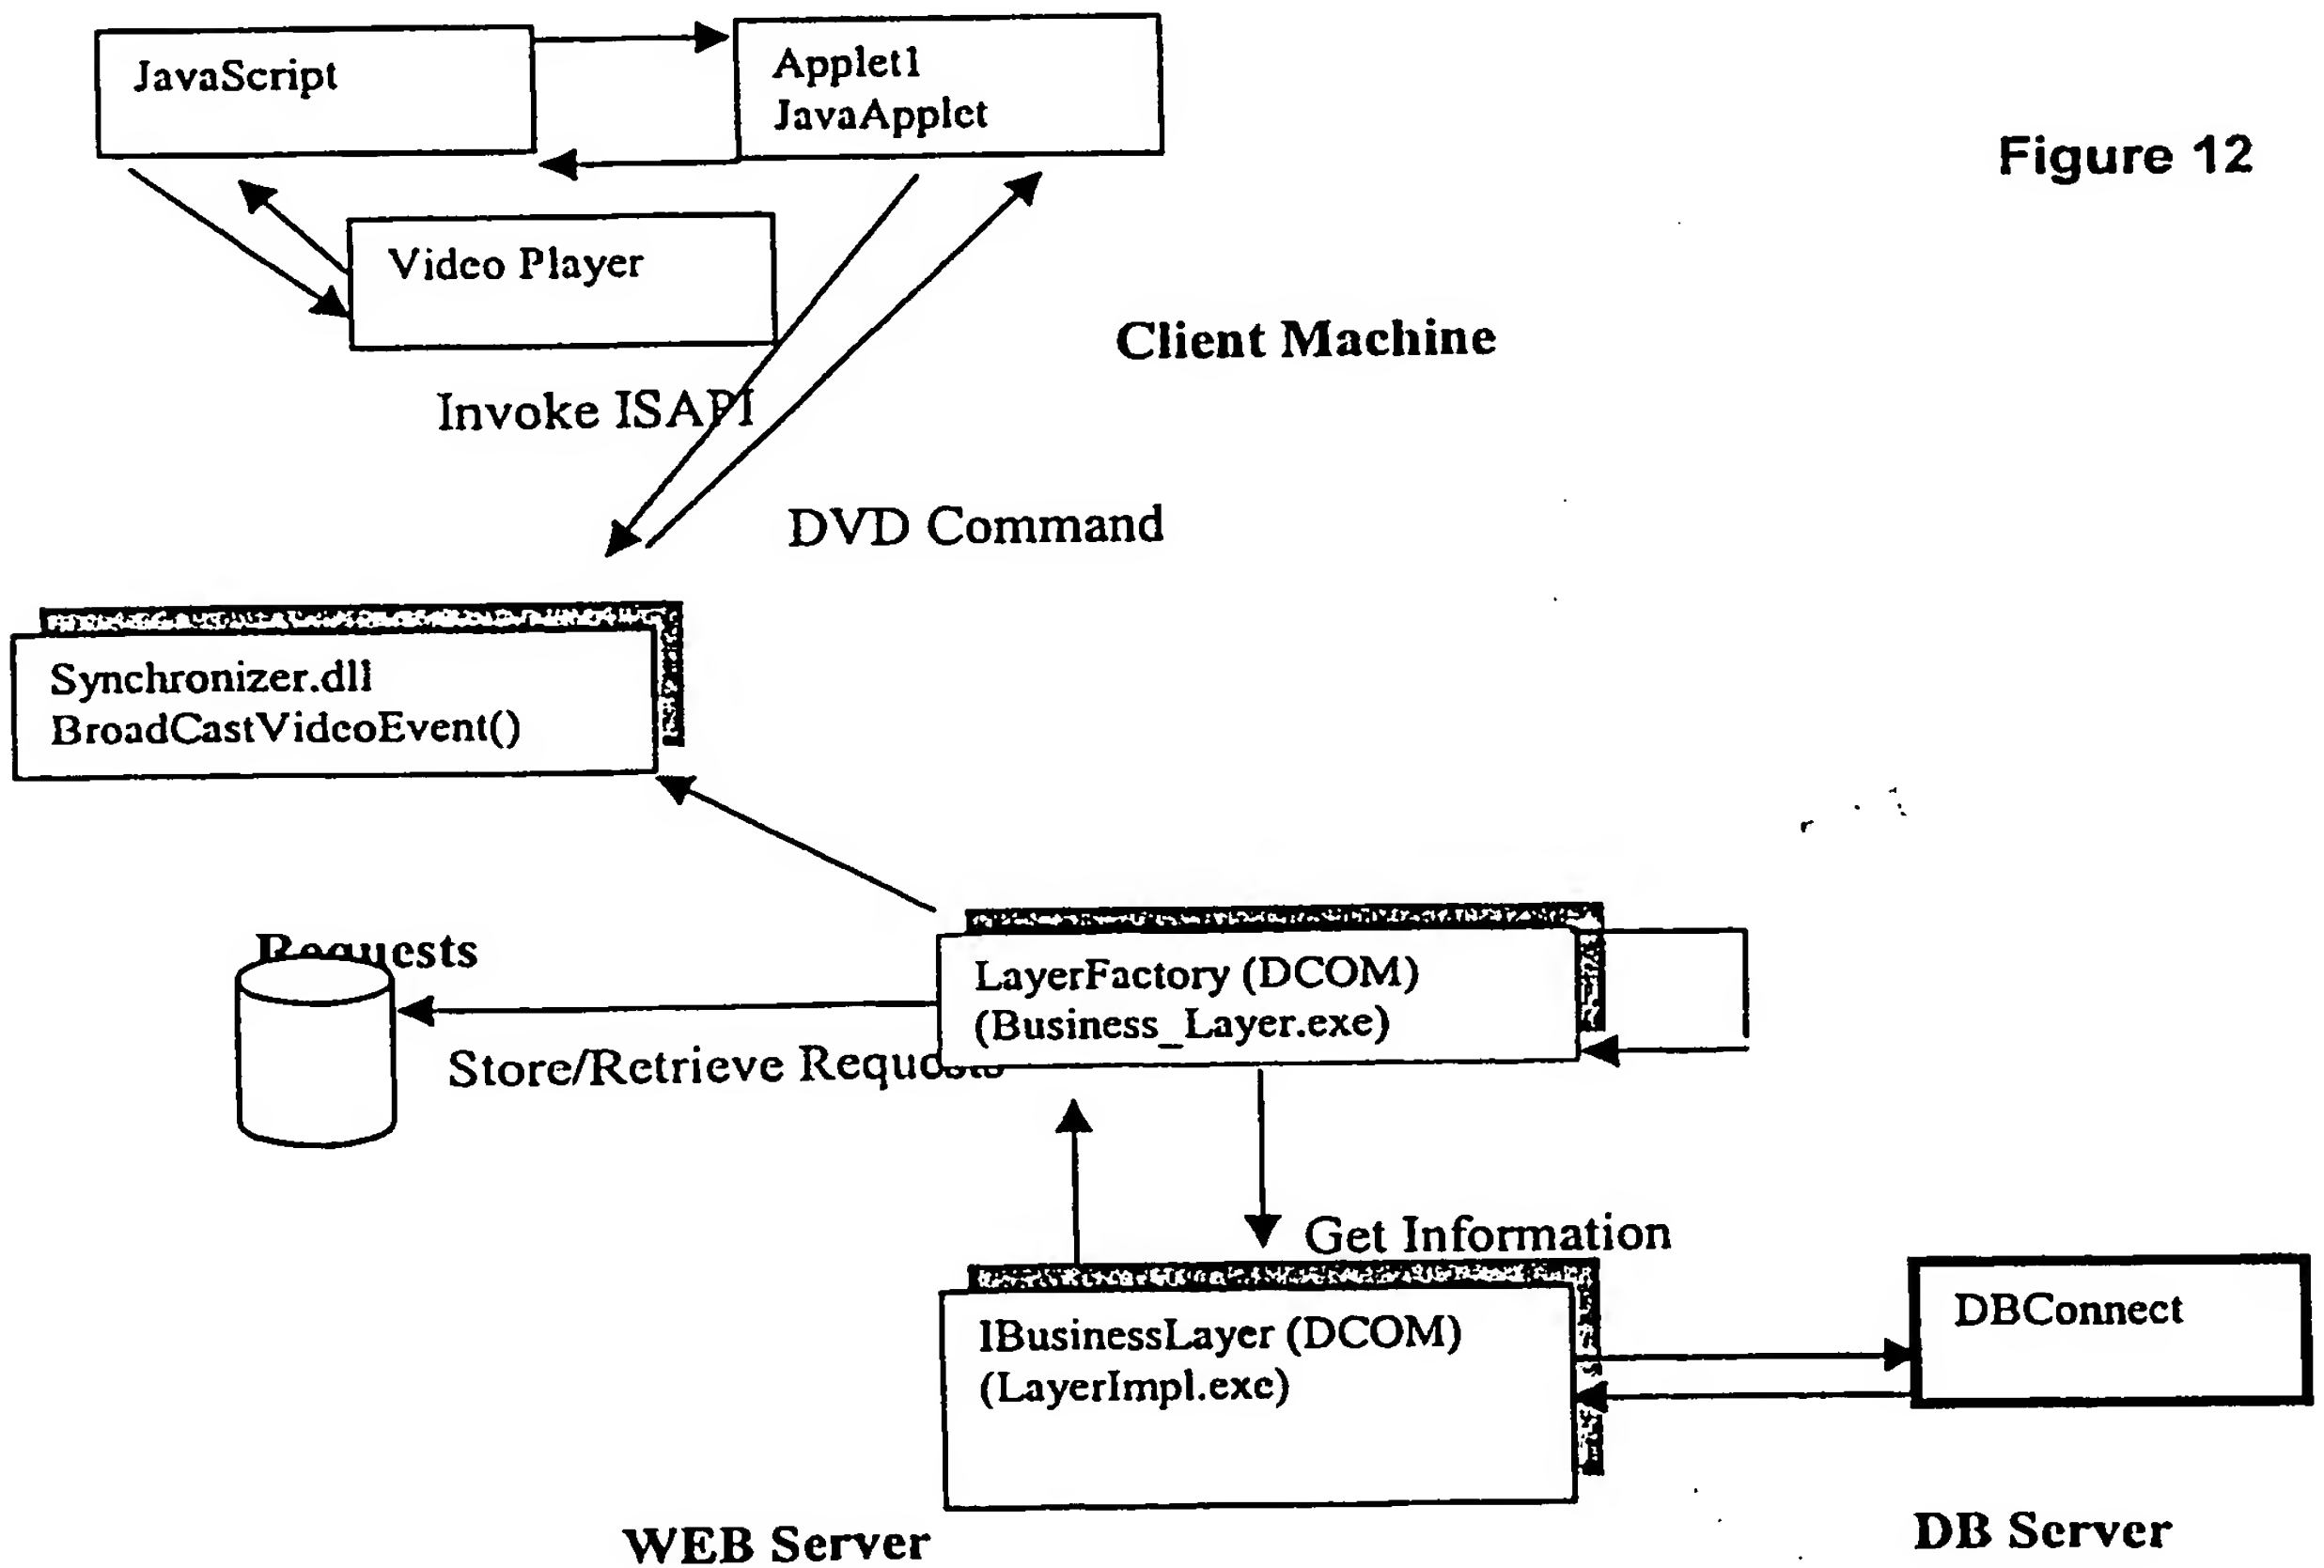 JavaScript
Applet1
JavaApplet
Figure 12
Video Player
Client Machine
Invoke ISAPI
DVD Command
Synchronizer.dll
BroadCastVideoEvent()
Requests
LayerFactory (DCOM)
(Business_Layer.exe)
Store/Retrieve Requests
Get Information
IBusinessLayer (DCOM)
(LayerImpl.exe)
DBConnect
WEB Server
DB Server